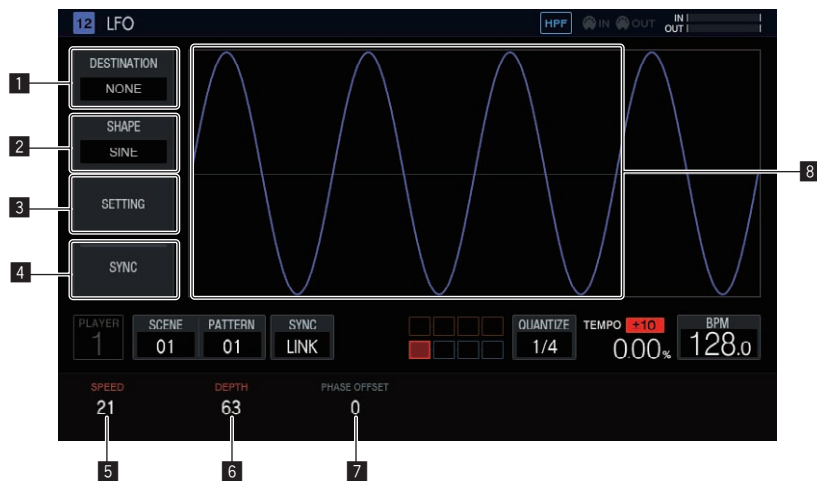 12 LFO HPF IN OUT IN
OUT
1 DESTINATION
NONE
2 SHAPE
SINE
8
3 SETTING
4 SYNC
PLAYER SCENE PATTERN SYNC QUANTIZE TEMPO ±10 BPM
1 01 01 LINK 1/4 0.00% 128.0
SPEED DEPTH PHASE OFFSET
21 63 0
5 6 7